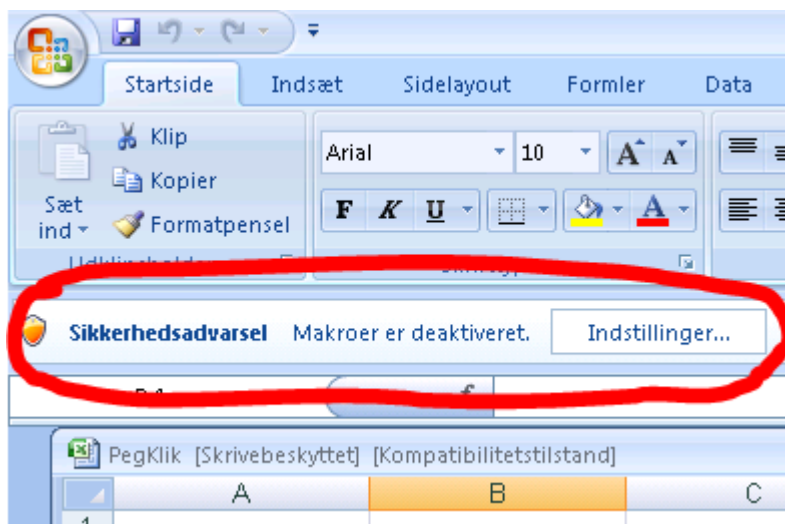 Startside Indsæt Sidelayout Formler Data
Klip
Arial 10 A A
Kopier
Sæt ind
F K U A
Formatpensel
Sikkerhedsadvarsel Makroer er deaktiveret. Indstillinger...
PegKlik [Skrivebeskyttet] [Kompatibilitetstilstand]
A B C